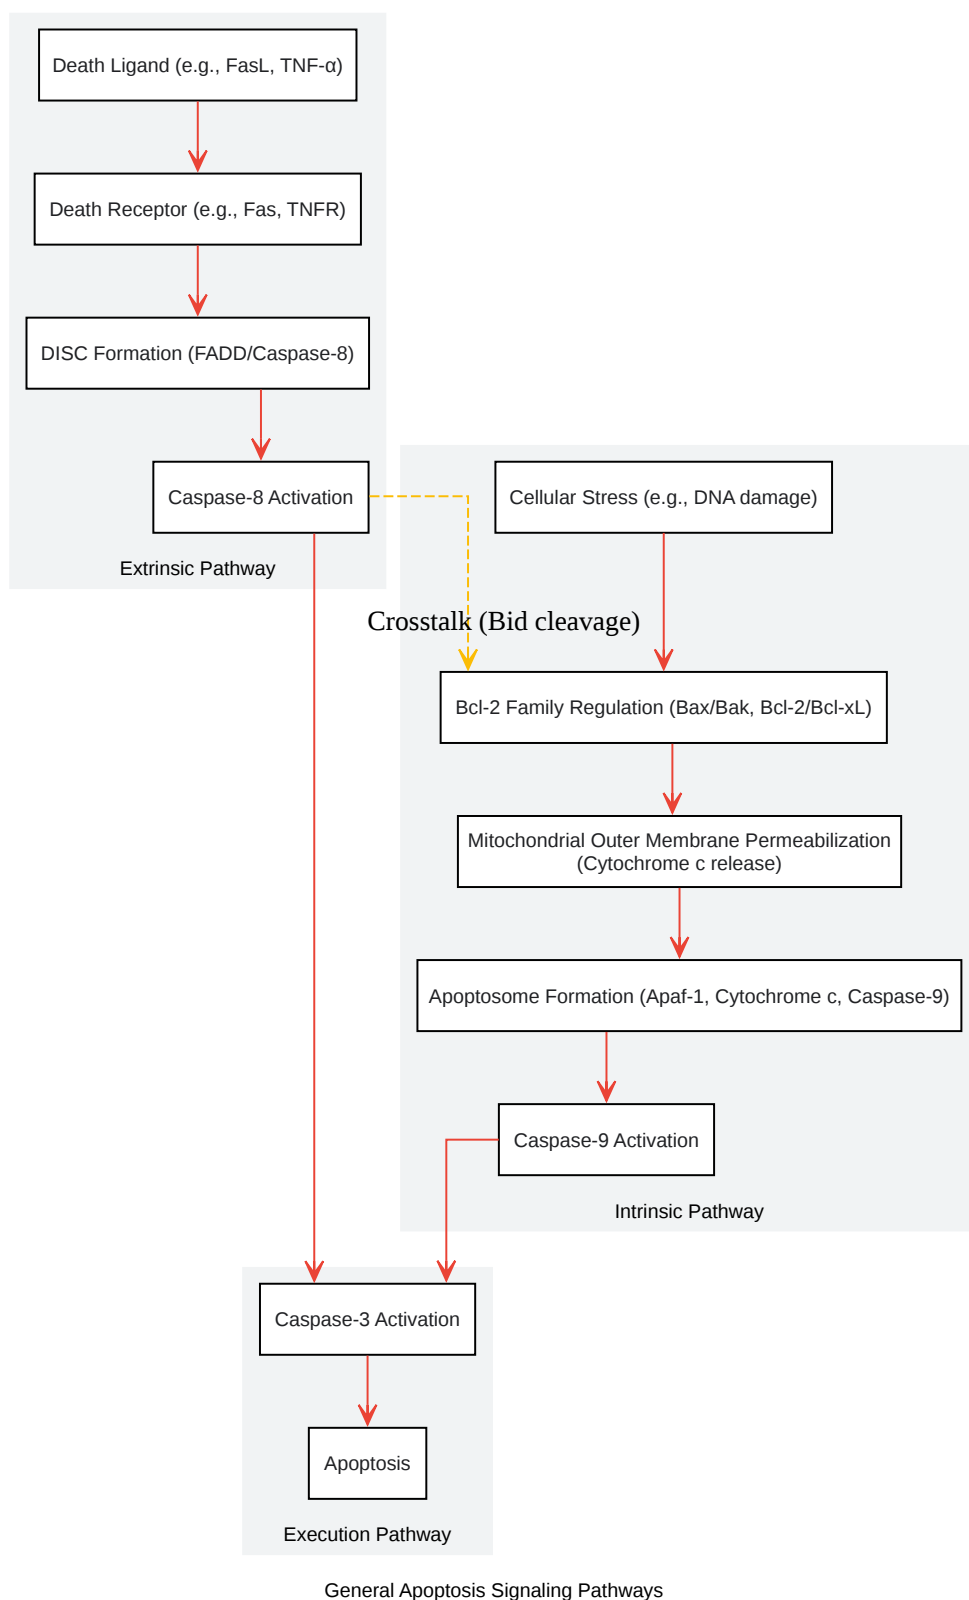 Death Ligand (e.g., FasL, TNF-α)
Death Receptor (e.g., Fas, TNFR)
DISC Formation (FADD/Caspase-8)
Caspase-8 Activation
Extrinsic Pathway
Cellular Stress (e.g., DNA damage)
Crosstalk (Bid cleavage)
Bcl-2 Family Regulation (Bax/Bak, Bcl-2/Bcl-xL)
Mitochondrial Outer Membrane Permeabilization
(Cytochrome c release)
Apoptosome Formation (Apaf-1, Cytochrome c, Caspase-9)
Caspase-9 Activation
Intrinsic Pathway
Caspase-3 Activation
Apoptosis
Execution Pathway
General Apoptosis Signaling Pathways